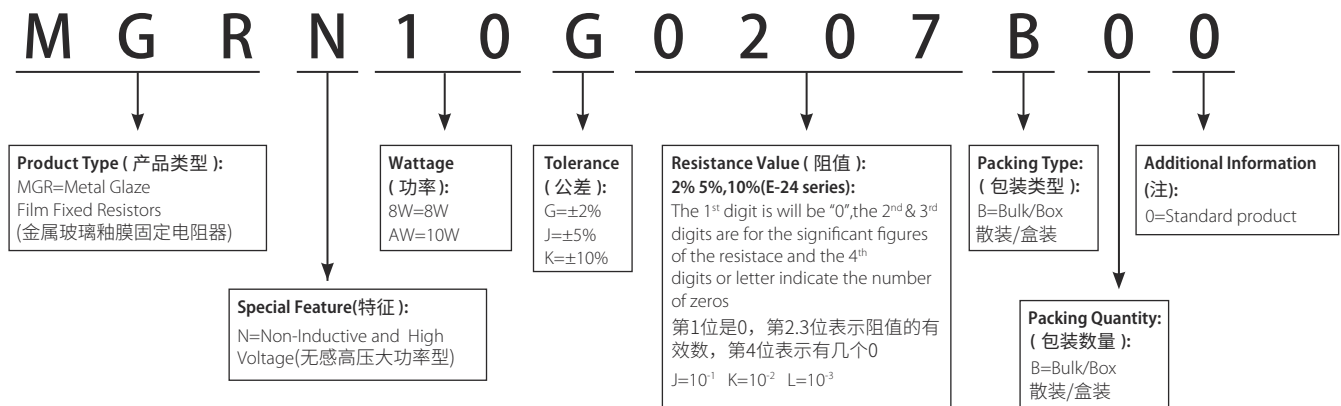 M G R N 1 0 G 0 2 0 7 B 0 0
Product Type ( 产品类型 ):
MGR=Metal Glaze
Film Fixed Resistors
(金属玻璃釉膜固定电阻器)
Special Feature(特征 ):
N=Non-Inductive and High
Voltage(无感高压大功率型)
Wattage
( 功率 ):
8W=8W
AW=10W
Tolerance
( 公差 ):
G=±2%
J=±5%
K=±10%
Resistance Value ( 阻值 ):
2% 5%,10%(E-24 series):
The 1st digit is will be “0”,the 2nd & 3rd
digits are for the significant figures
of the resistace and the 4th
digits or letter indicate the number
of zeros
第1位是0，第2.3位表示阻值的有
效数，第4位表示有几个0
J=10-1 K=10-2 L=10-3
Packing Type:
( 包装类型 ):
B=Bulk/Box
散装/盒装
Packing Quantity:
( 包装数量 ):
B=Bulk/Box
散装/盒装
Additional Information
(注):
0=Standard product